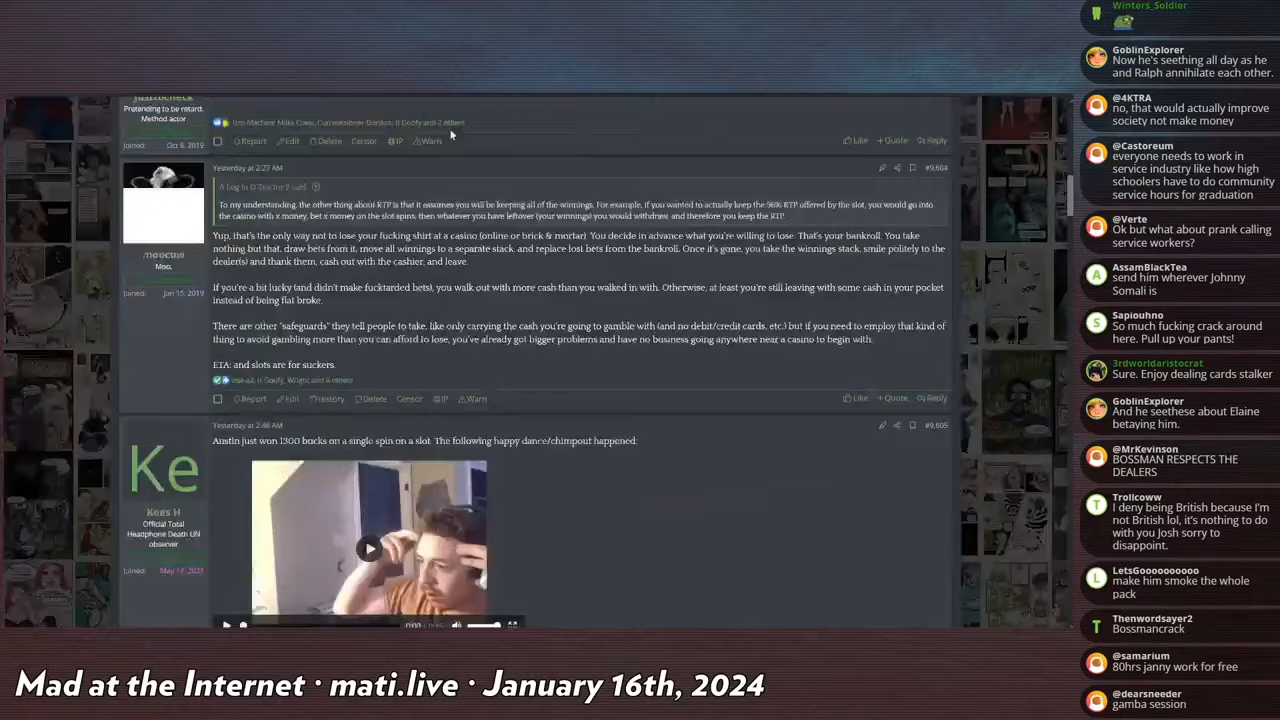 Pretending to be retard.
Method actor
Joined: Oct 6, 2019
Report Edit Delete Censor IP Warn
Like + Quote Reply
Yesterday at 2:27 AM
#9,604
said:
To my understanding, the other thing about RTP is that it assumes you will be keeping all of the winnings. For example, if you wanted to actually keep the 96% RTP offered by the slot, you would go into
the casino with x money, bet x money on the slot spins, then whatever you have leftover (your winnings) you would withdraw, and therefore you keep the RTP.
Yup, that's the only way not to lose your fucking shirt at a casino (online or brick & mortar). You decide in advance what you're willing to lose. That's your bankroll. You take
nothing but that, draw bets from it, move all winnings to a separate stack, and replace lost bets from the bankroll. Once it's gone, you take the winnings stack, smile politely to the
dealer(s) and thank them, cash out with the cashier, and leave.
If you're a bit lucky (and didn't make fucktarded bets), you walk out with more cash than you walked in with. Otherwise, at least you're still leaving with some cash in your pocket
instead of being flat broke.
There are other "safeguards" they tell people to take, like only carrying the cash you're going to gamble with (and no debit/credit cards, etc.) but if you need to employ that kind of
thing to avoid gambling more than you can afford to lose, you've already got bigger problems and have no business going anywhere near a casino to begin with.
ETA: and slots are for suckers.
Moo.
Joined: Jan 15, 2019
Report Edit History Delete Censor IP Warn
Like + Quote Reply
Yesterday at 2:46 AM
#9,605
Austin just won 1300 bucks on a single spin on a slot. The following happy dance/chimpout happened:
Ke
Kees H
Official Total
Headphone Death UN
observer
Joined: May 14, 2021
0:00
Mad at the Internet · mati.live · January 16th, 2024
Winters_Soldier
GoblinExplorer
Now he's seething all day as he
and Ralph annihilate each other.
@4KTRA
no, that would actually improve
society not make money
@Castoreum
everyone needs to work in
service industry like how high
schoolers have to do community
service hours for graduation
@Verte
Ok but what about prank calling
service workers?
AssamBlackTea
send him wherever Johnny
Somali is
Sapiouhno
So much fucking crack around
here. Pull up your pants!
3rdworldaristocrat
Sure. Enjoy dealing cards stalker
GoblinExplorer
And he seethese about Elaine
betaying him.
@MrKevinson
BOSSMAN RESPECTS THE
DEALERS
Trollcoww
I deny being British because I'm
not British lol, it's nothing to do
with you Josh sorry to
disappoint.
LetsGoooooooooo
make him smoke the whole
pack
Thenwordsayer2
Bossmancrack
@samarium
80hrs janny work for free
@dearsneeder
gamba session